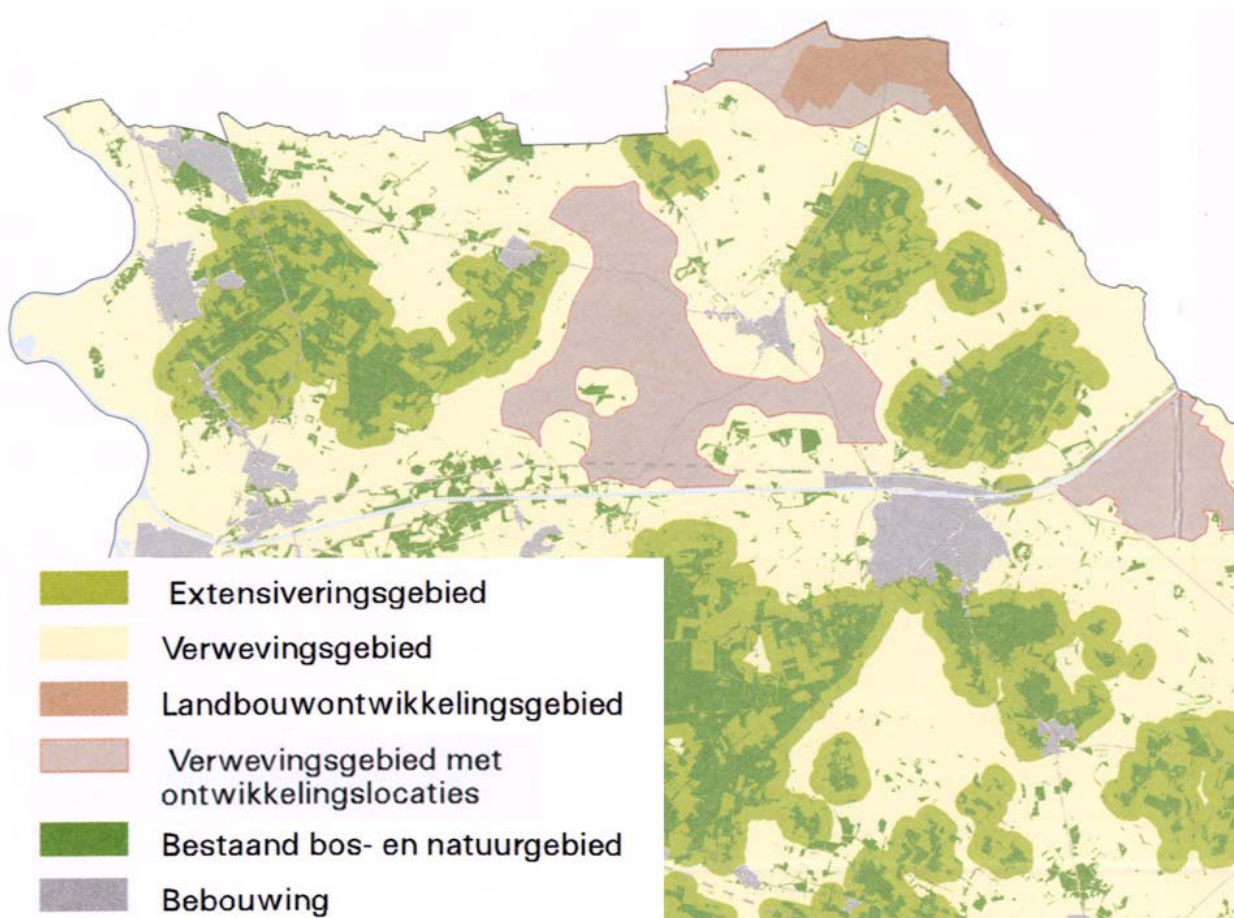 Extensiveringsgebied
Verwevingsgebied
Landbouwontwikkelingsgebied
Verwevingsgebied met
ontwikkelingslocaties
Bestaand bos- en natuurgebied
Bebouwing